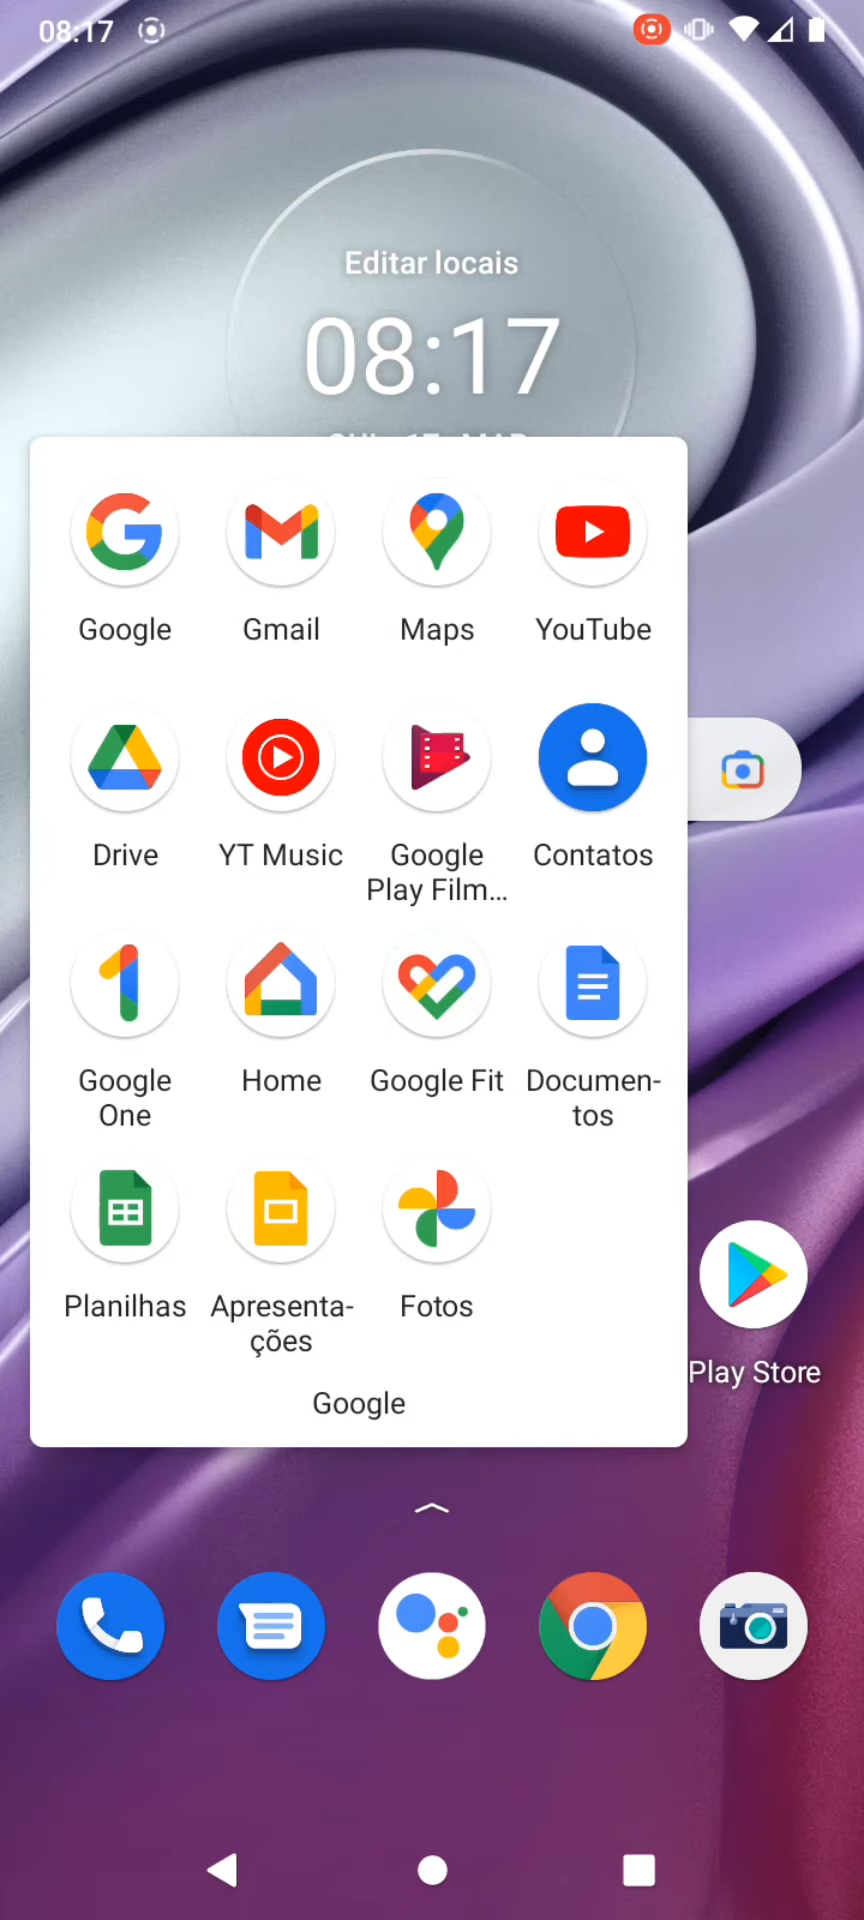 08:17
Editar locais
08:17
Google Gmail Maps YouTube
Drive YT Music Google Play Film... Contatos
Google One Home Google Fit Documen-
tos
Planilhas Apresenta-
ções Fotos
Play Store
Google